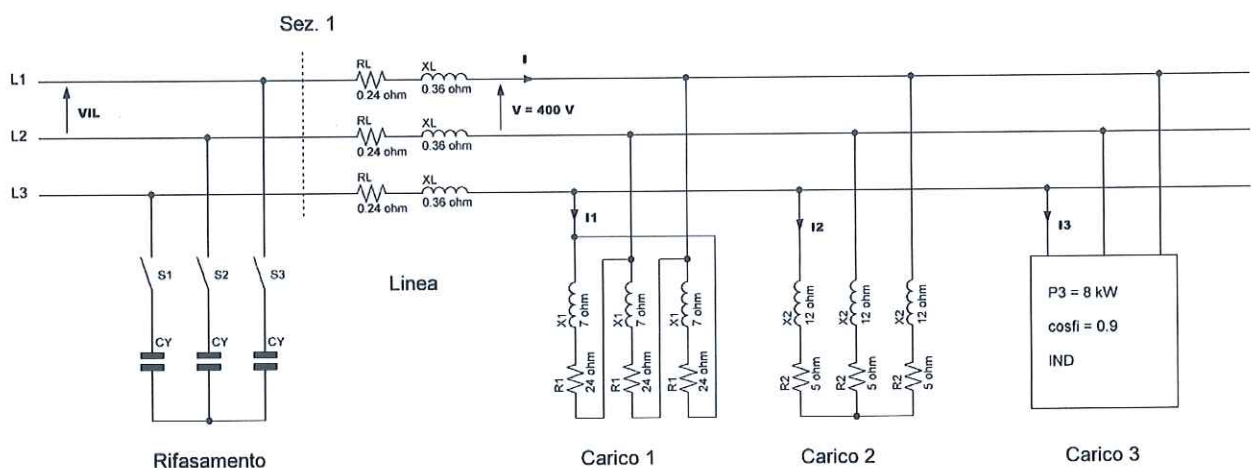 Sez. 1
L1
RL
XL
I
0.24 ohm
0.36 ohm
VIL
V = 400 V
L2
RL
XL
0.24 ohm
0.36 ohm
L3
RL
XL
0.24 ohm
0.36 ohm
I1
I2
I3
S1
S2
S3
Linea
CY
CY
CY
X1
7 ohm
X1
7 ohm
X1
7 ohm
R1
24 ohm
R1
24 ohm
R1
24 ohm
X2
12 ohm
X2
12 ohm
X2
12 ohm
R2
5 ohm
R2
5 ohm
R2
5 ohm
P3 = 8 kW
cosfi = 0.9
IND
Rifasamento
Carico 1
Carico 2
Carico 3